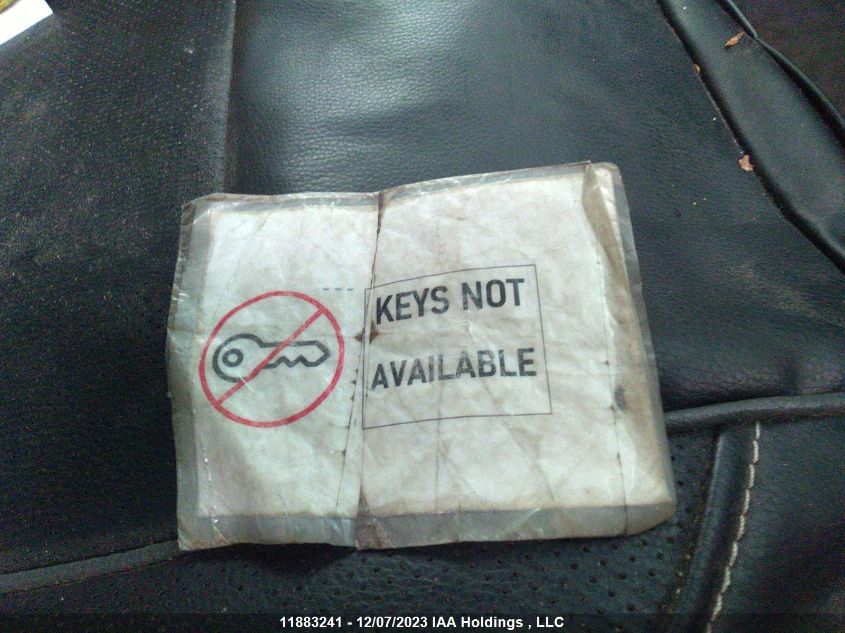 KEYS NOT
AVAILABLE
11883241 - 12/07/2023 IAA Holdings , LLC